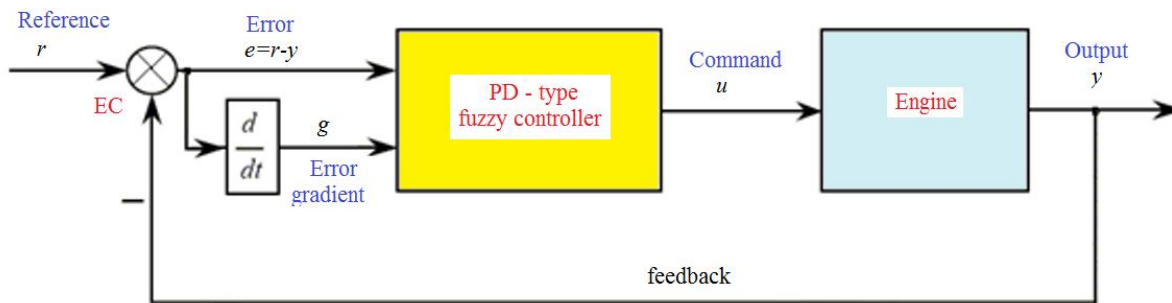 Reference
r
EC
Error
e=r-y
d
dt
g
Error
gradient
PD - type
fuzzy controller
Command
u
Engine
Output
y
–
feedback